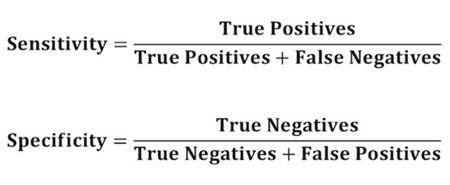 Sensitivity = True Positives / True Positives + False Negatives
Specificity = True Negatives / True Negatives + False Positives